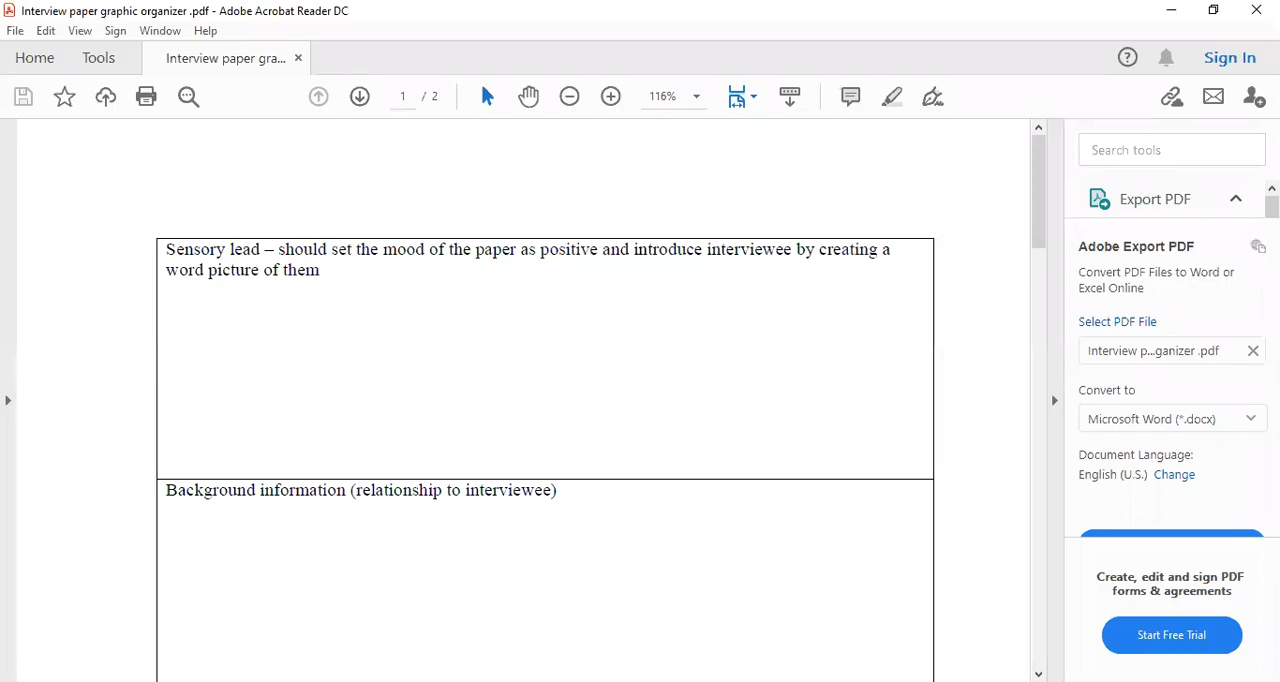 Interview paper graphic organizer .pdf - Adobe Acrobat Reader DC
File Edit View Sign Window Help
Home Tools Interview paper gra... × Sign In
1 / 2 116%
Search tools
Export PDF
Adobe Export PDF
Convert PDF Files to Word or
Excel Online
Select PDF File
Interview p...ganizer .pdf
Convert to
Microsoft Word (*.docx)
Document Language:
English (U.S.) Change
Create, edit and sign PDF
forms & agreements
Start Free Trial
Sensory lead – should set the mood of the paper as positive and introduce interviewee by creating a
word picture of them
Background information (relationship to interviewee)